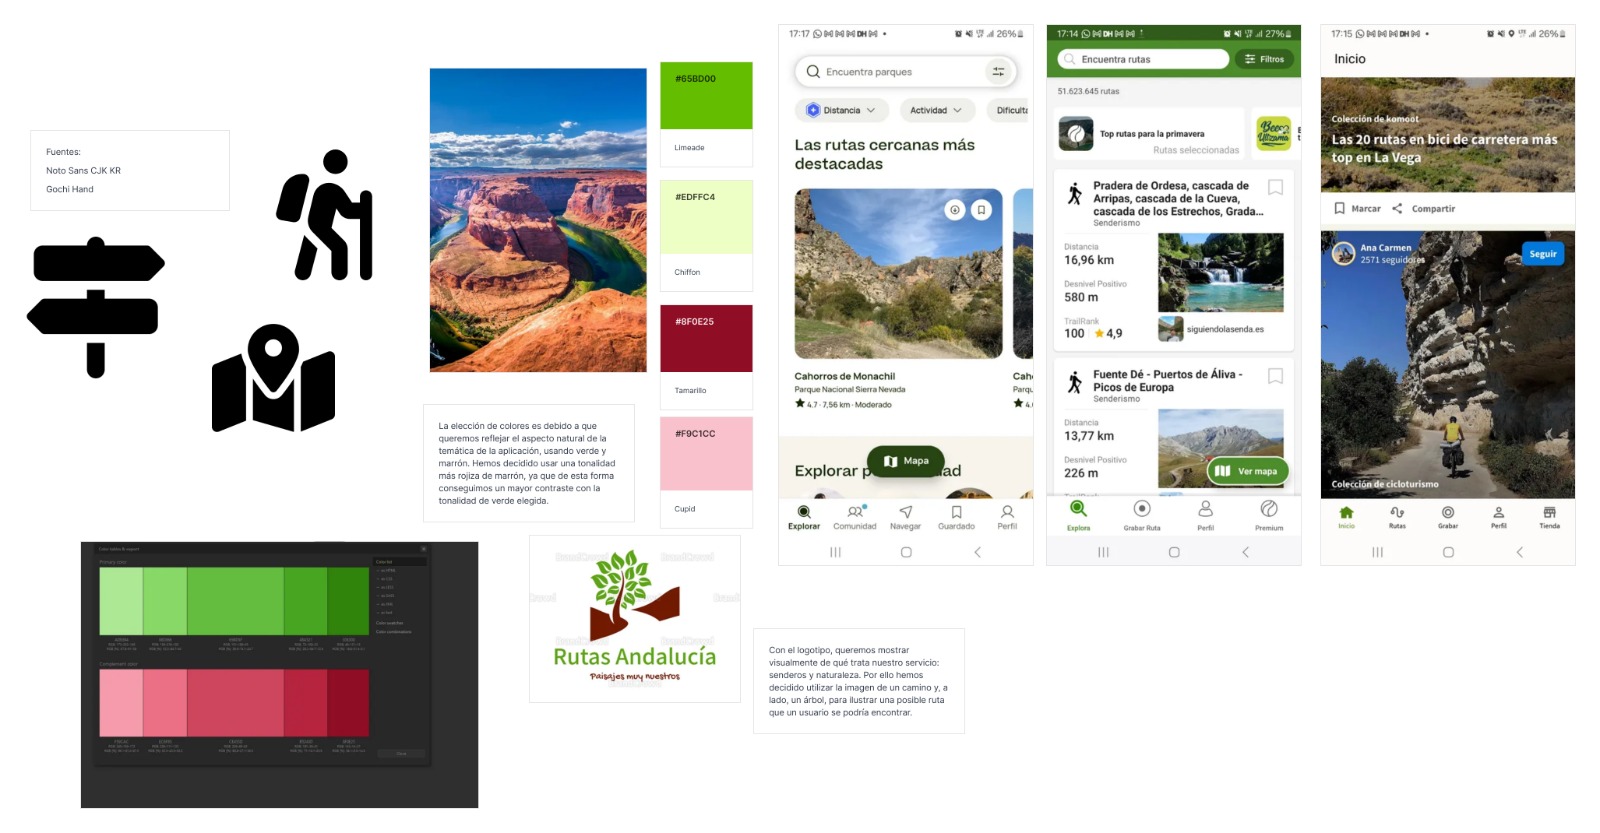 Fuentes:
Noto Sans CJK KR
Gochi Hand
#65BD00
Limeade
#EDFFC4
Chiffon
#8F0E25
Tamarillo
#F9C1CC
Cupid
La elección de colores es debido a que
queremos reflejar el aspecto natural de la
temática de la aplicación, usando verde y
marrón. Hemos decidido usar una tonalidad
más rojiza de marrón, ya que de esta forma
conseguimos un mayor contraste con la
tonalidad de verde elegida.
17:17
26%
Encuentra parques
Distancia
Actividad
Las rutas cercanas más
destacadas
Cahorros de Monachil
Parque Nacional Sierra Nevada
4.7 · 7,56 km · Moderado
Explorar
Mapa
Explorar
Comunidad
Navegar
Guardado
Perfil
17:14
27%
Encuentra rutas
Filtros
51.623.645 rutas
Top rutas para la primavera
Rutas seleccionadas
Pradera de Ordesa, cascada de
Arripas, cascada de la Cueva,
cascada de los Estrechos, Grada...
Senderismo
Distancia
16,96 km
Desnivel Positivo
580 m
TrailRank
100
4,9
siguiendolasenda.es
Fuente Dé - Puertos de Áliva -
Picos de Europa
Senderismo
Distancia
13,77 km
Desnivel Positivo
226 m
Ver mapa
Explora
Grabar Ruta
Perfil
Premium
17:15
26%
Inicio
Colección de komoot
Las 20 rutas en bici de carretera más
top en La Vega
Marcar
Compartir
Ana Carmen
2571 seguidores
Seguir
Colección de cicloturismo
Inicio
Rutas
Grabar
Perfil
Tienda
Primary color
Complement color
Rutas Andalucía
Paisajes muy nuestros
Con el logotipo, queremos mostrar
visualmente de qué trata nuestro servicio:
senderos y naturaleza. Por ello hemos
decidido utilizar la imagen de un camino y, a
lado, un árbol, para ilustrar una posible ruta
que un usuario se podría encontrar.